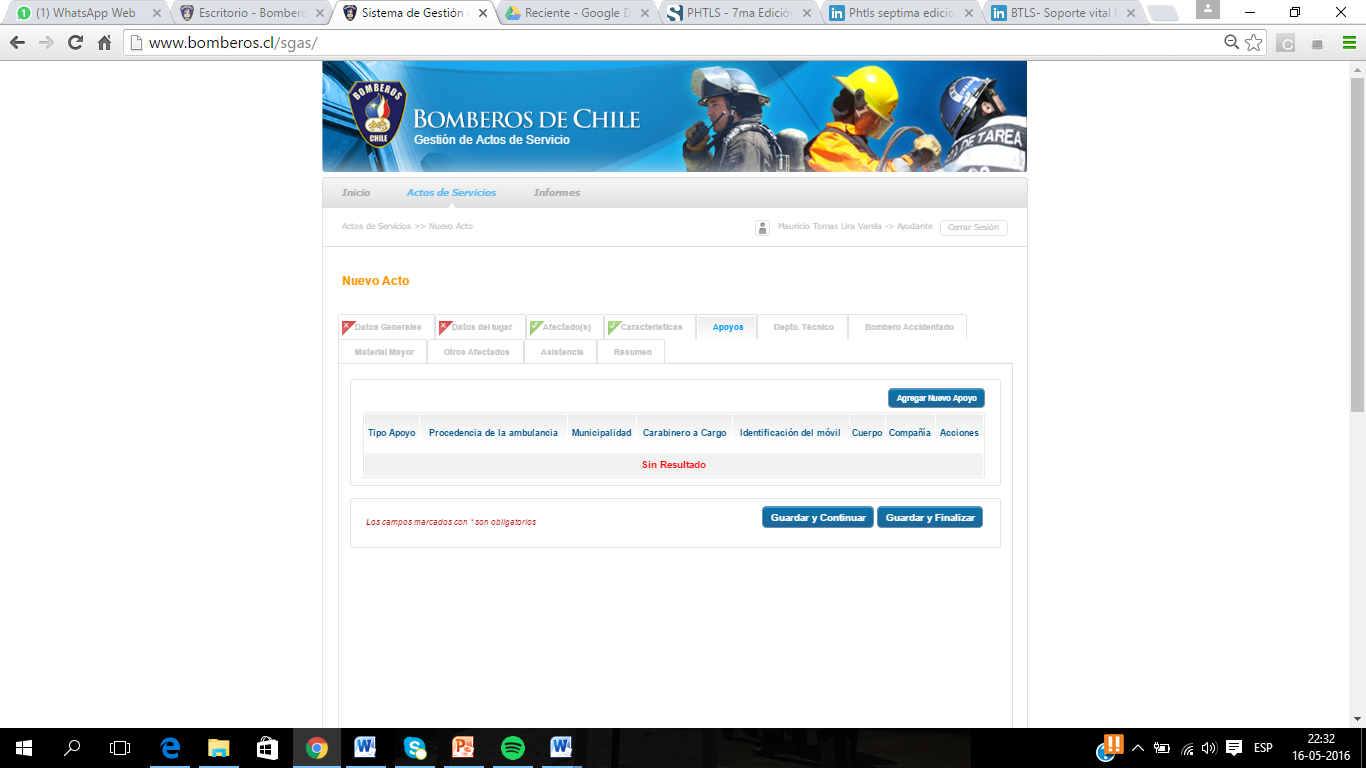 (1) WhatsApp Web
Escritorio - Bombero
Sistema de Gestión d
Reciente - Google D
PHTLS - 7ma Edición
Phtls septima edicio
BTLS- Soporte vital
www.bomberos.cl/sgas/
BOMBEROS
CHILE
BOMBEROS DE CHILE
Gestión de Actos de Servicio
DE TAREA
Inicio
Actos de Servicios
Informes
Actos de Servicios >> Nuevo Acto
Mauricio Tomas Lira Varela -> Ayudante
Cerrar Sesión
Nuevo Acto
Datos Generales
Datos del lugar
Afectado(s)
Características
Apoyos
Depto. Técnico
Bombero Accidentado
Material Mayor
Otros Afectados
Asistencia
Resumen
Agregar Nuevo Apoyo
Tipo Apoyo
Procedencia de la ambulancia
Municipalidad
Carabinero a Cargo
Identificación del móvil
Cuerpo
Compañía
Acciones
Sin Resultado
Los campos marcados con * son obligatorios
Guardar y Continuar
Guardar y Finalizar
ESP
22:32
16-05-2016